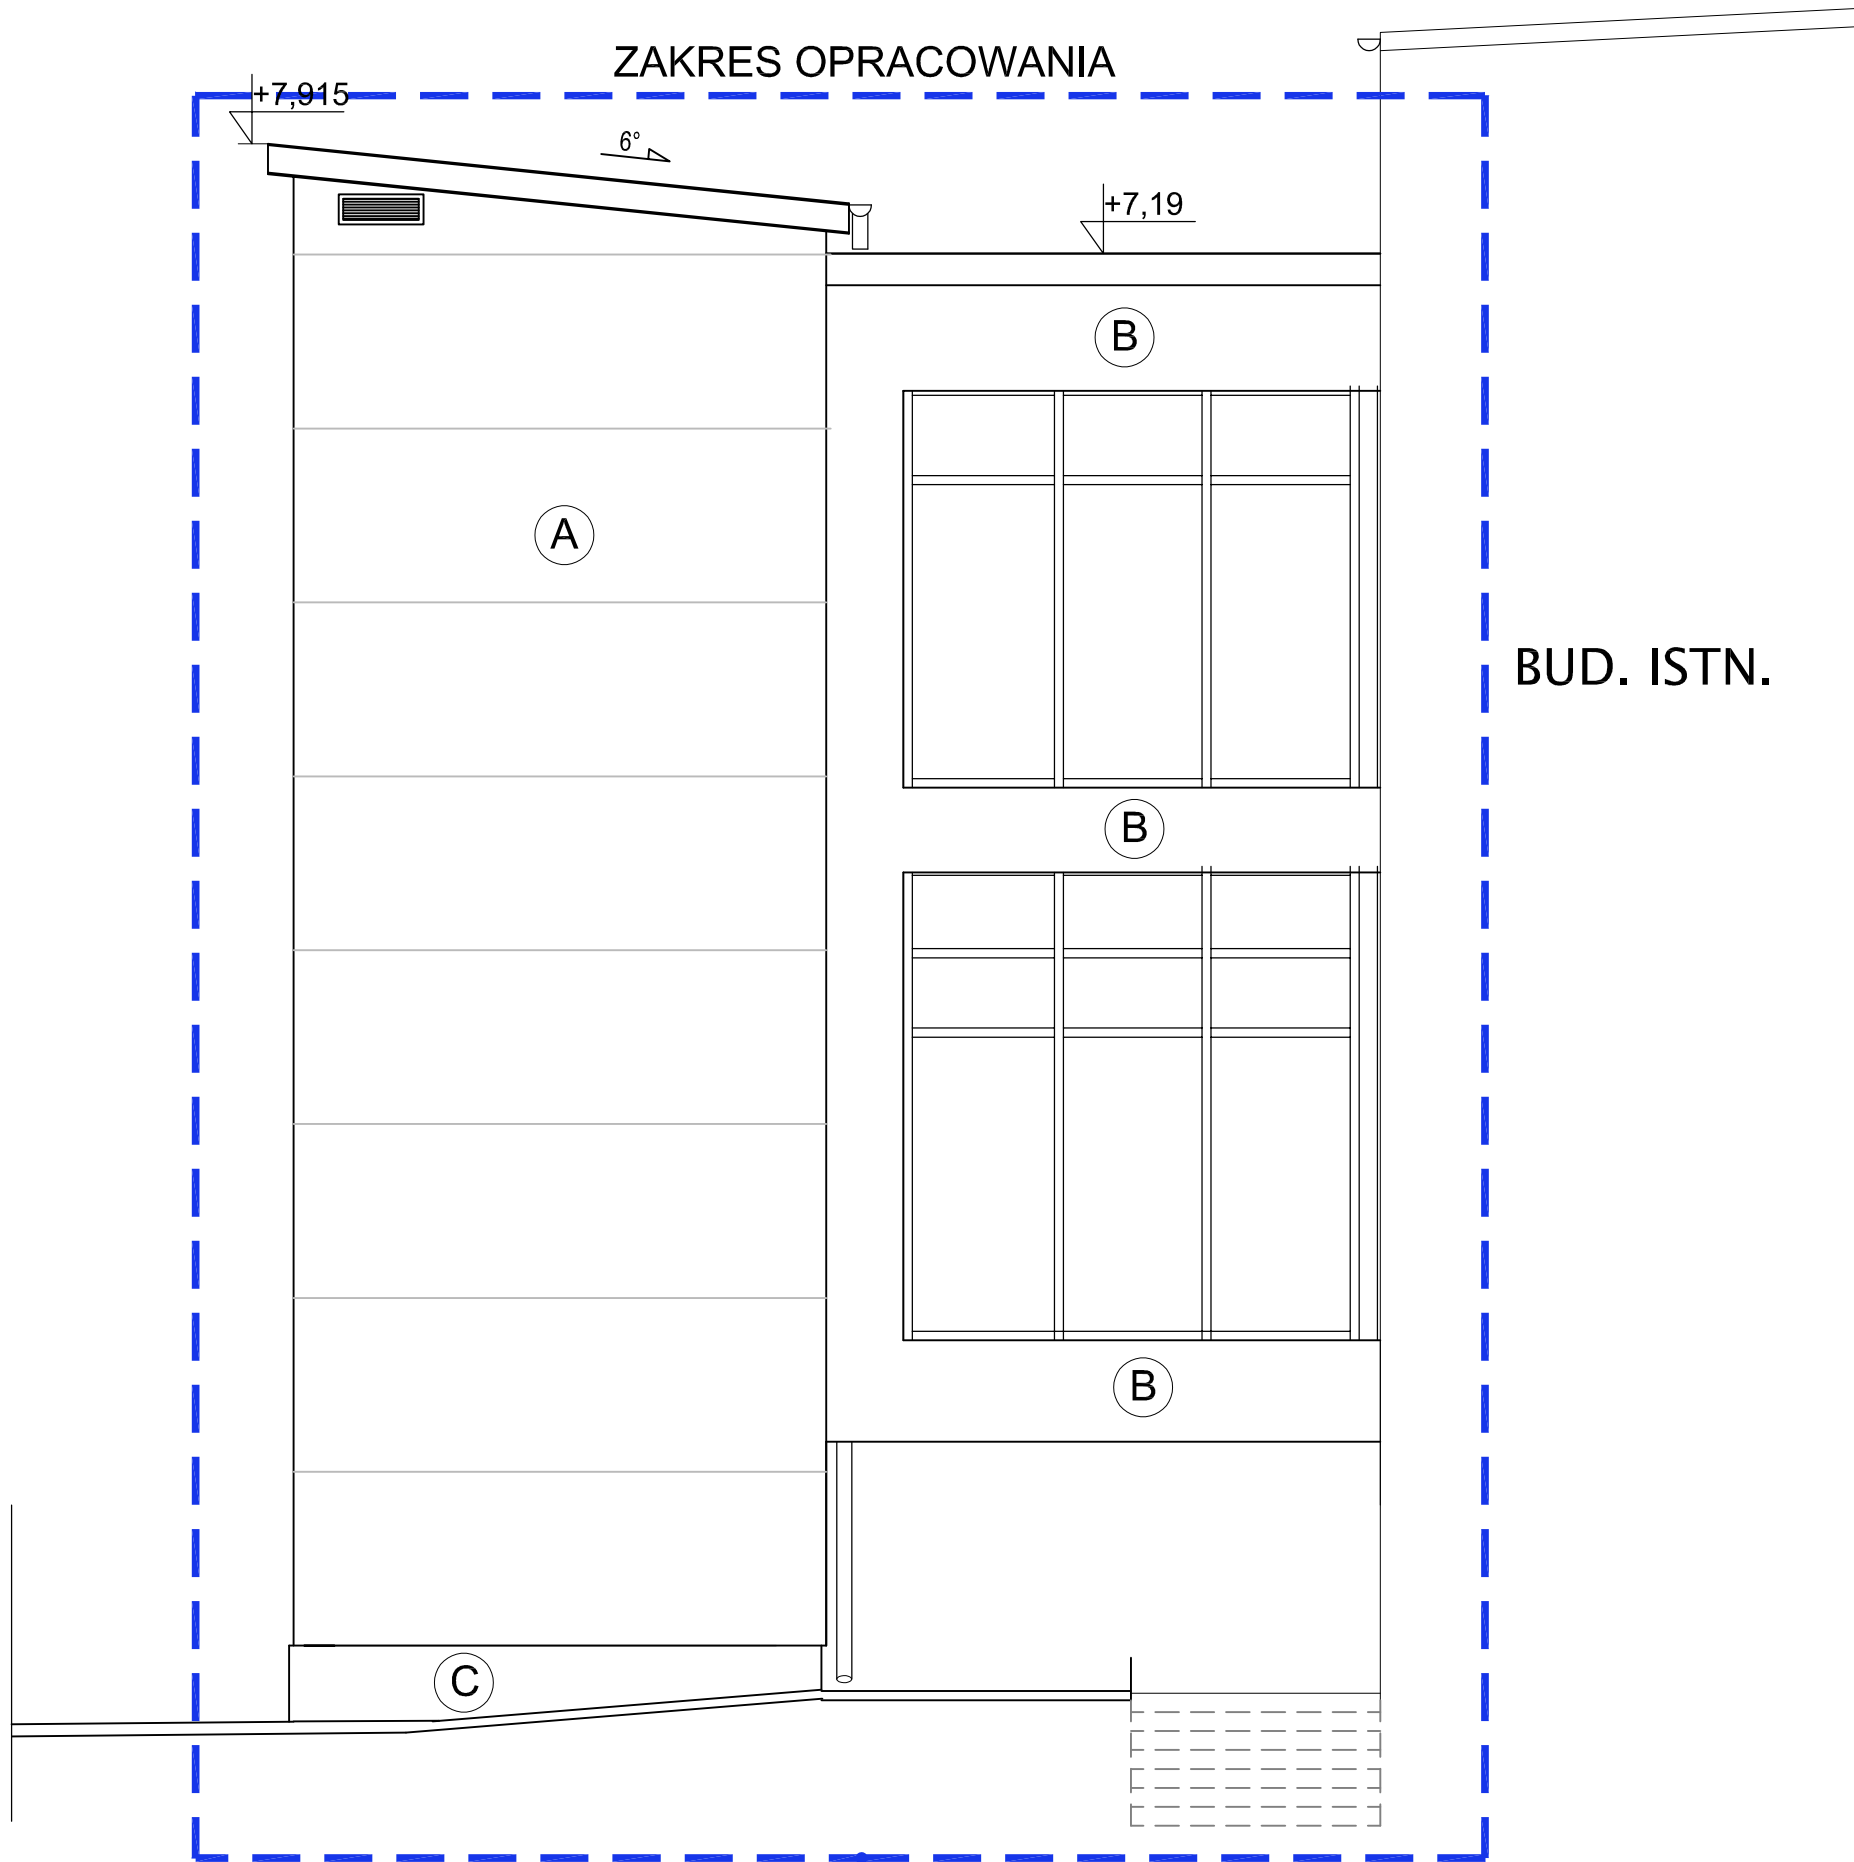 ZAKRES OPRACOWANIA
+7,915
6°
+7,19
B
A
BUD. ISTN.
B
B
C